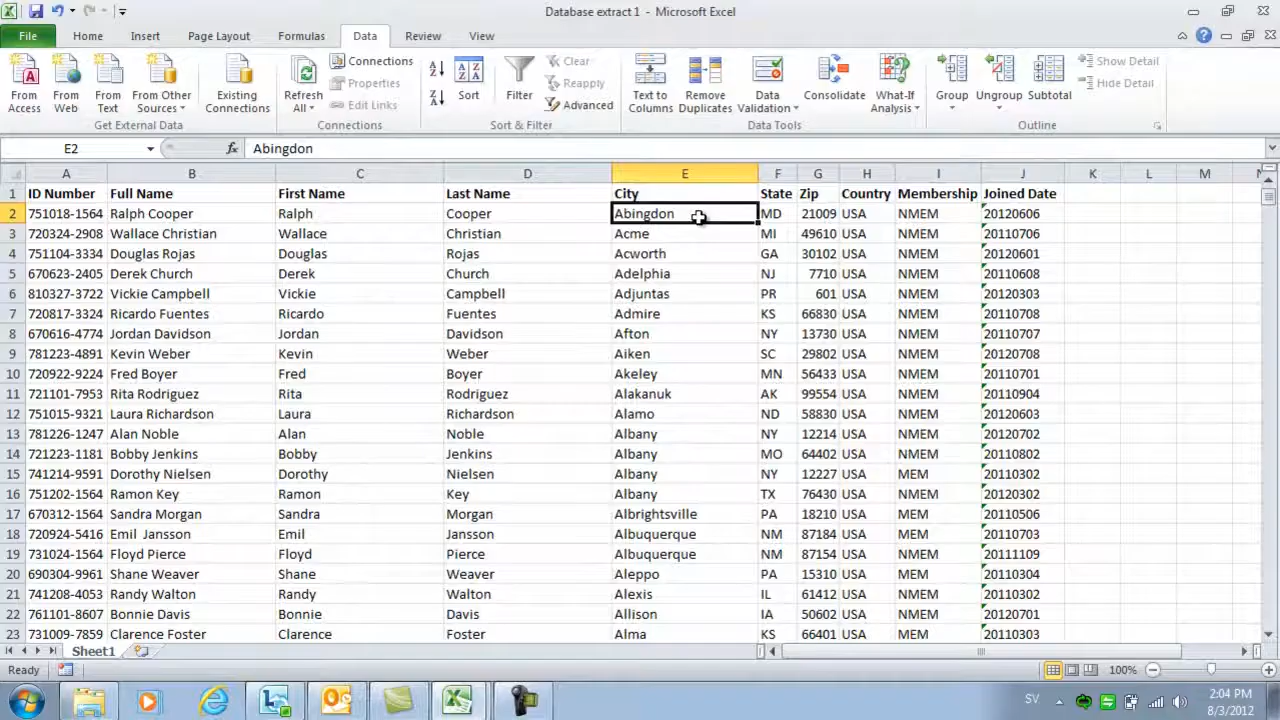 Database extract 1 - Microsoft Excel
File Home Insert Page Layout Formulas Data Review View
From Access From Web From Text From Other Sources Existing Connections Refresh All Connections Properties Edit Links Sort Filter Clear Reapply Advanced Text to Columns Remove Duplicates Data Validation Consolidate What-If Analysis Group Ungroup Subtotal Show Detail Hide Detail
Get External Data Connections Sort & Filter Data Tools Outline
E2 fx Abingdon
A B C D E F G H I J K L M N
1 ID Number Full Name First Name Last Name City State Zip Country Membership Joined Date
2 751018-1564 Ralph Cooper Ralph Cooper Abingdon MD 21009 USA NMEM 20120606
3 720324-2908 Wallace Christian Wallace Christian Acme MI 49610 USA NMEM 20110706
4 751104-3334 Douglas Rojas Douglas Rojas Acworth GA 30102 USA NMEM 20120601
5 670623-2405 Derek Church Derek Church Adelphia NJ 7710 USA NMEM 20110608
6 810327-3722 Vickie Campbell Vickie Campbell Adjuntas PR 601 USA NMEM 20120303
7 720817-3324 Ricardo Fuentes Ricardo Fuentes Admire KS 66830 USA NMEM 20110708
8 670616-4774 Jordan Davidson Jordan Davidson Afton NY 13730 USA NMEM 20110707
9 781223-4891 Kevin Weber Kevin Weber Aiken SC 29802 USA NMEM 20120708
10 720922-9224 Fred Boyer Fred Boyer Akeley MN 56433 USA NMEM 20110701
11 721101-7953 Rita Rodriguez Rita Rodriguez Alakanuk AK 99554 USA NMEM 20110904
12 751015-9321 Laura Richardson Laura Richardson Alamo ND 58830 USA NMEM 20120603
13 781226-1247 Alan Noble Alan Noble Albany NY 12214 USA NMEM 20120702
14 721223-1181 Bobby Jenkins Bobby Jenkins Albany MO 64402 USA NMEM 20110802
15 741214-9591 Dorothy Nielsen Dorothy Nielsen Albany NY 12227 USA MEM 20110302
16 751202-1564 Ramon Key Ramon Key Albany TX 76430 USA NMEM 20120302
17 670312-1564 Sandra Morgan Sandra Morgan Albrightsville PA 18210 USA MEM 20110506
18 720924-5416 Emil Jansson Emil Jansson Albuquerque NM 87184 USA MEM 20110703
19 731024-1564 Floyd Pierce Floyd Pierce Albuquerque NM 87154 USA NMEM 20111109
20 690304-9961 Shane Weaver Shane Weaver Aleppo PA 15310 USA MEM 20110304
21 741208-4053 Randy Walton Randy Walton Alexis IL 61412 USA NMEM 20110302
22 761101-8607 Bonnie Davis Bonnie Davis Allison IA 50602 USA NMEM 20120701
23 731009-7859 Clarence Foster Clarence Foster Alma KS 66401 USA MEM 20110303
Sheet1
Ready 100%
SV 2:04 PM
8/3/2012